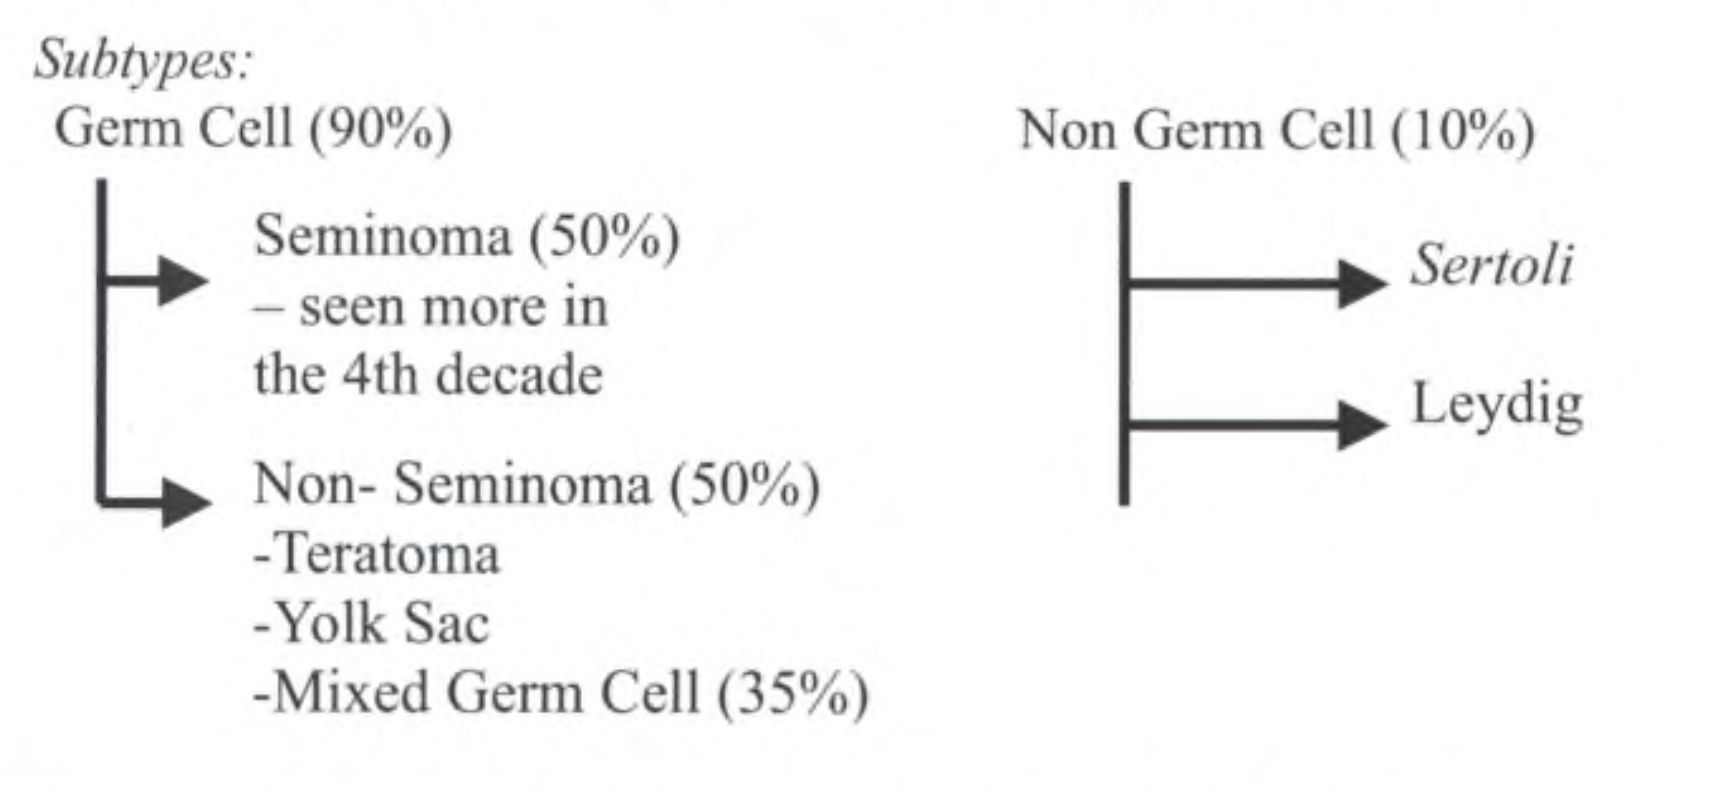 Subtypes:
Germ Cell (90%)
Seminoma (50%)
– seen more in
the 4th decade
Non- Seminoma (50%)
-Teratoma
-Yolk Sac
-Mixed Germ Cell (35%)
Non Germ Cell (10%)
Sertoli
Leydig